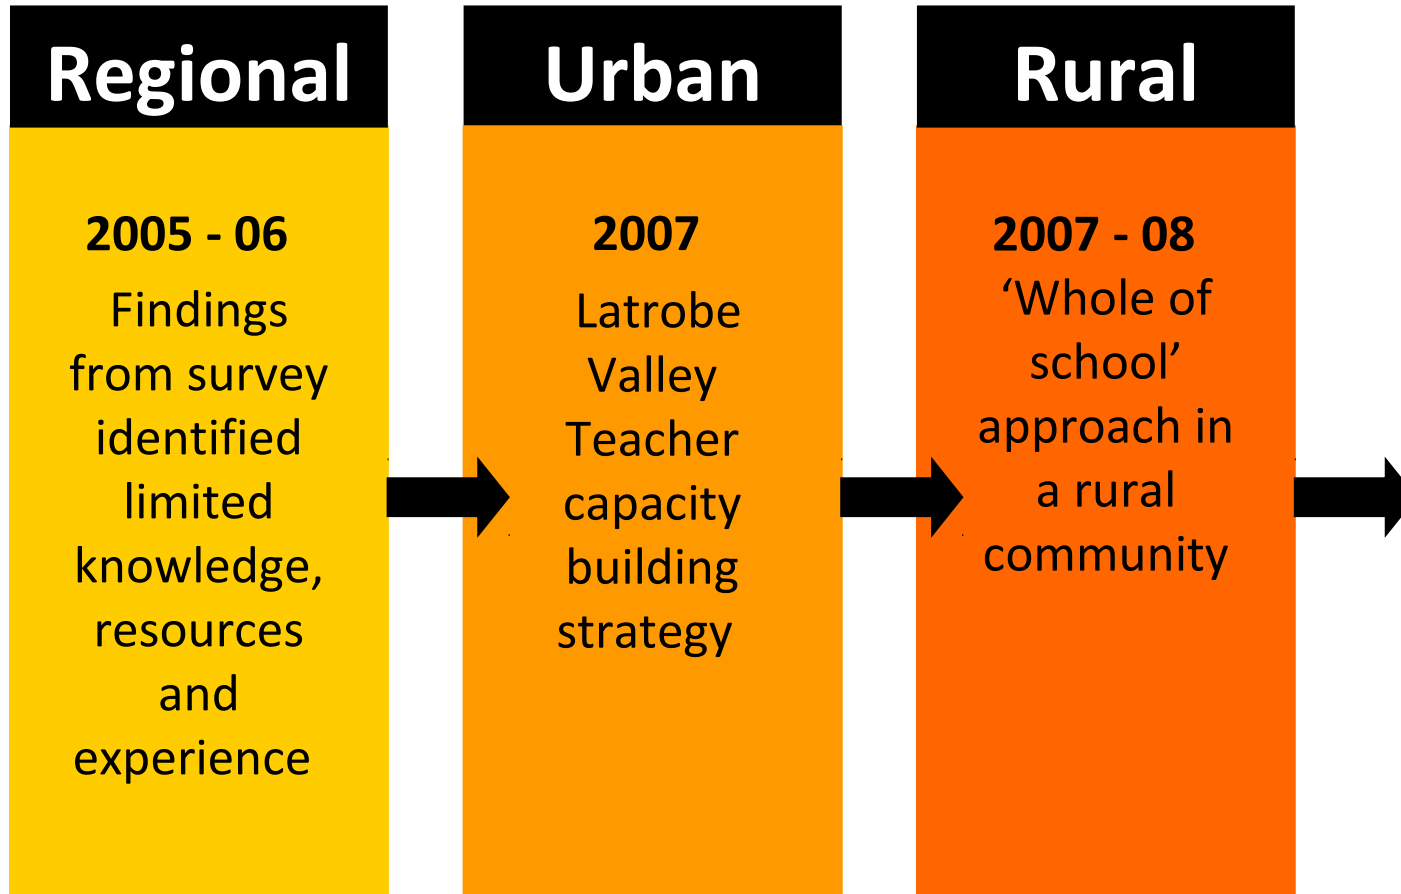 Regional
2005 - 06
Findings
from survey
identified
limited
knowledge,
resources
and
experience
Urban
2007
Latrobe
Valley
Teacher
capacity
building
strategy
Rural
2007 - 08
‘Whole of
school’
approach in
a rural
community